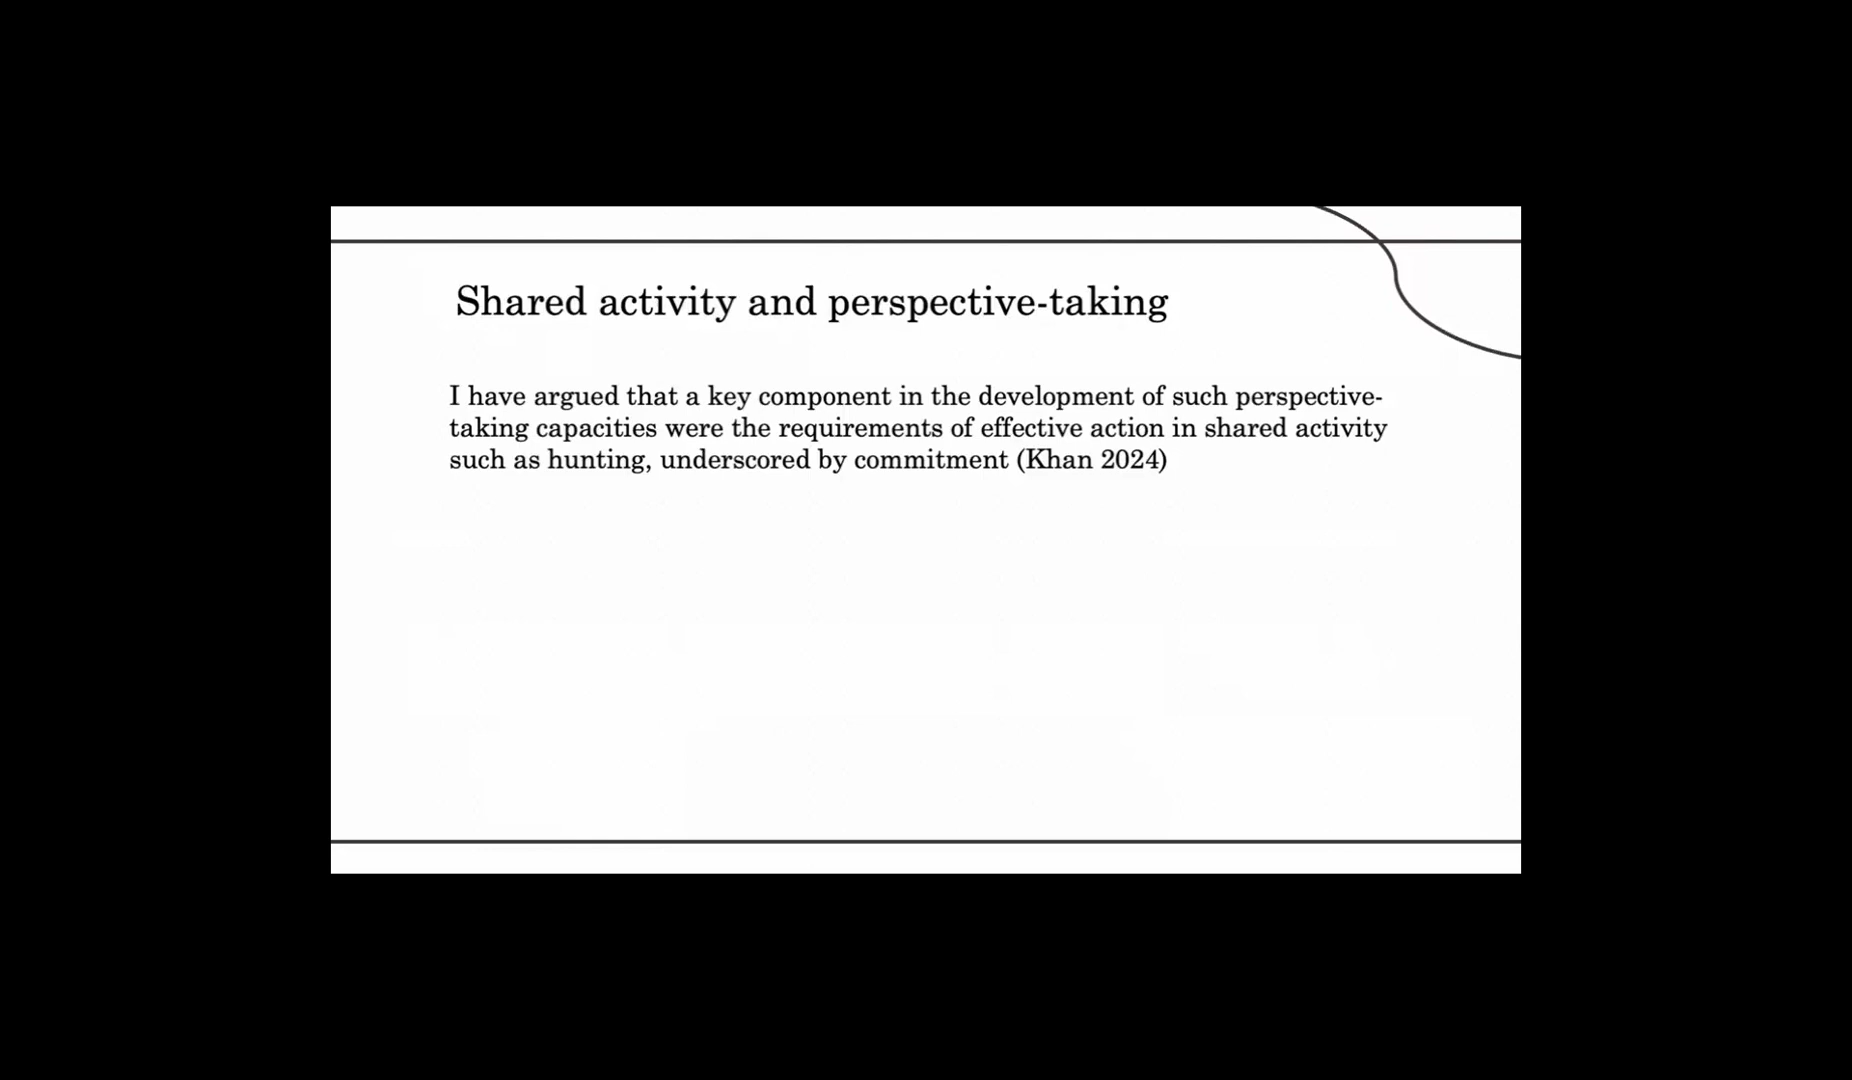 Shared activity and perspective-taking
I have argued that a key component in the development of such perspective-
taking capacities were the requirements of effective action in shared activity
such as hunting, underscored by commitment (Khan 2024)